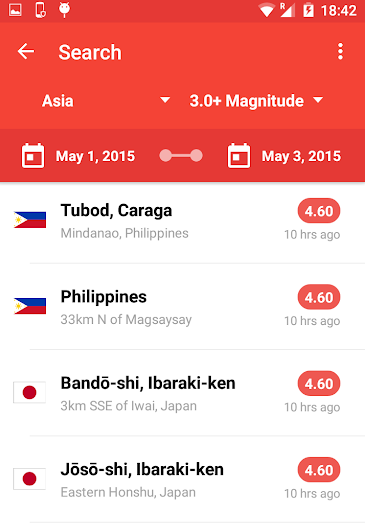 R 18:42
Search
Asia 3.0+ Magnitude
May 1, 2015 May 3, 2015
Tubod, Caraga 4.60
Mindanao, Philippines 10 hrs ago
Philippines 4.60
33km N of Magsaysay 10 hrs ago
Bandō-shi, Ibaraki-ken 4.60
3km SSE of Iwai, Japan 10 hrs ago
Jōsō-shi, Ibaraki-ken 4.60
Eastern Honshu, Japan 10 hrs ago